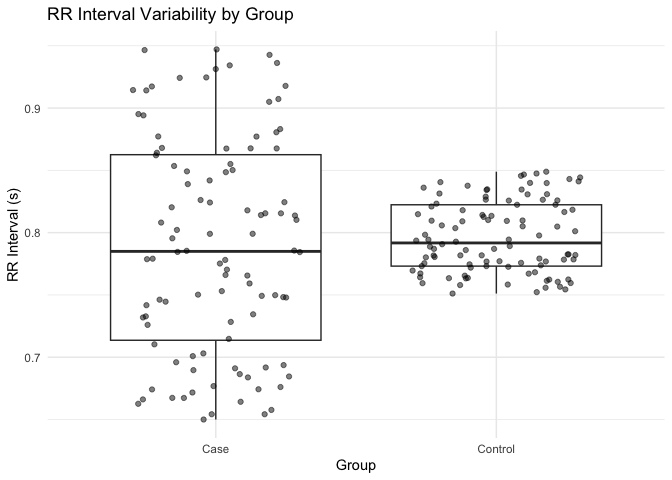 RR Interval Variability by Group
RR Interval (s)
0.9
0.8
0.7
Case
Control
Group